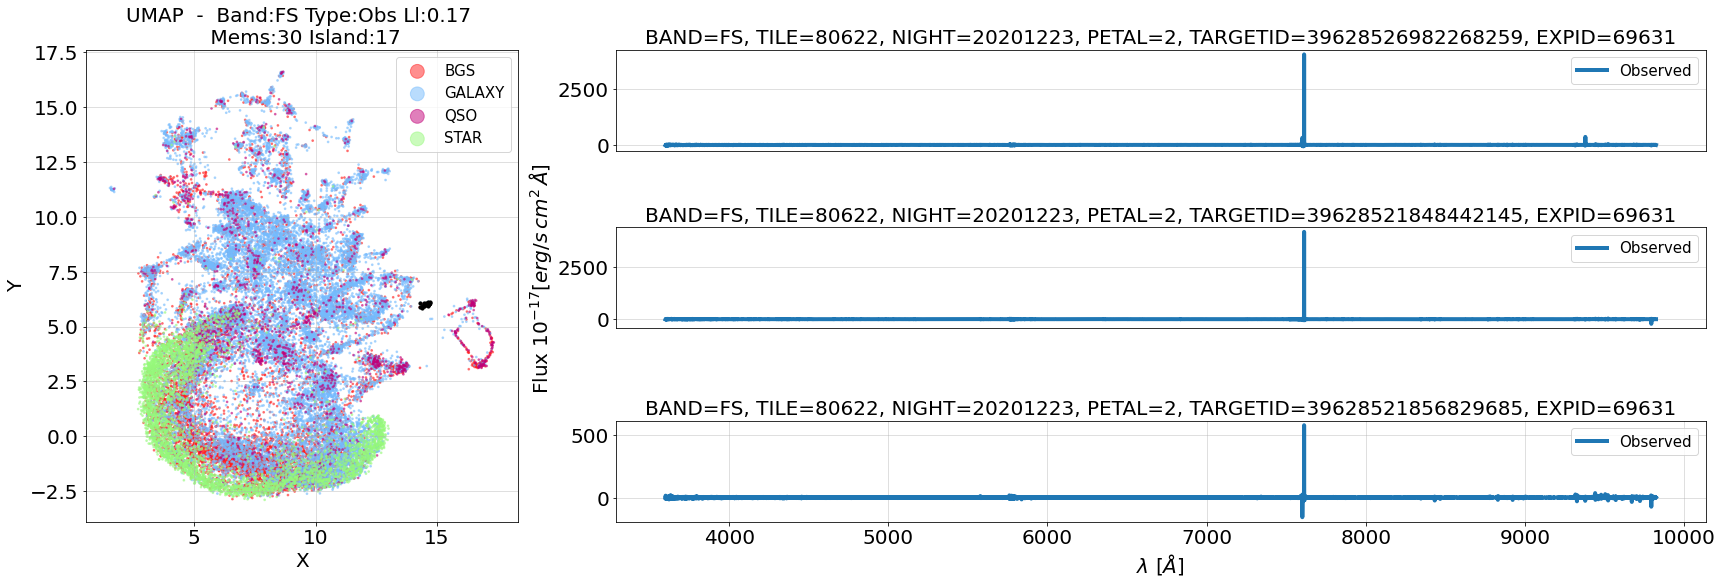 UMAP - Band:FS Type:Obs Ll:0.17
Mems:30 Island:17
17.5
15.0
12.5
10.0
7.5
5.0
2.5
0.0
−2.5
Y
5
10
15
X
BGS
GALAXY
QSO
STAR
Flux 10⁻¹⁷[erg/s cm² Å]
BAND=FS, TILE=80622, NIGHT=20201223, PETAL=2, TARGETID=39628526982268259, EXPID=69631
2500
0
Observed
BAND=FS, TILE=80622, NIGHT=20201223, PETAL=2, TARGETID=39628521848442145, EXPID=69631
2500
0
Observed
BAND=FS, TILE=80622, NIGHT=20201223, PETAL=2, TARGETID=39628521856829685, EXPID=69631
500
0
Observed
4000
5000
6000
7000
8000
9000
10000
λ [Å]